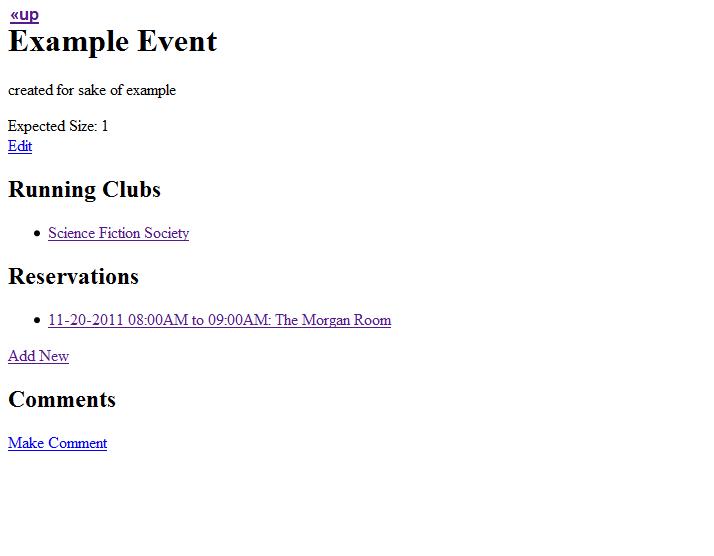 «up
Example Event
created for sake of example
Expected Size: 1
Edit
Running Clubs
Science Fiction Society
Reservations
11-20-2011 08:00AM to 09:00AM: The Morgan Room
Add New
Comments
Make Comment